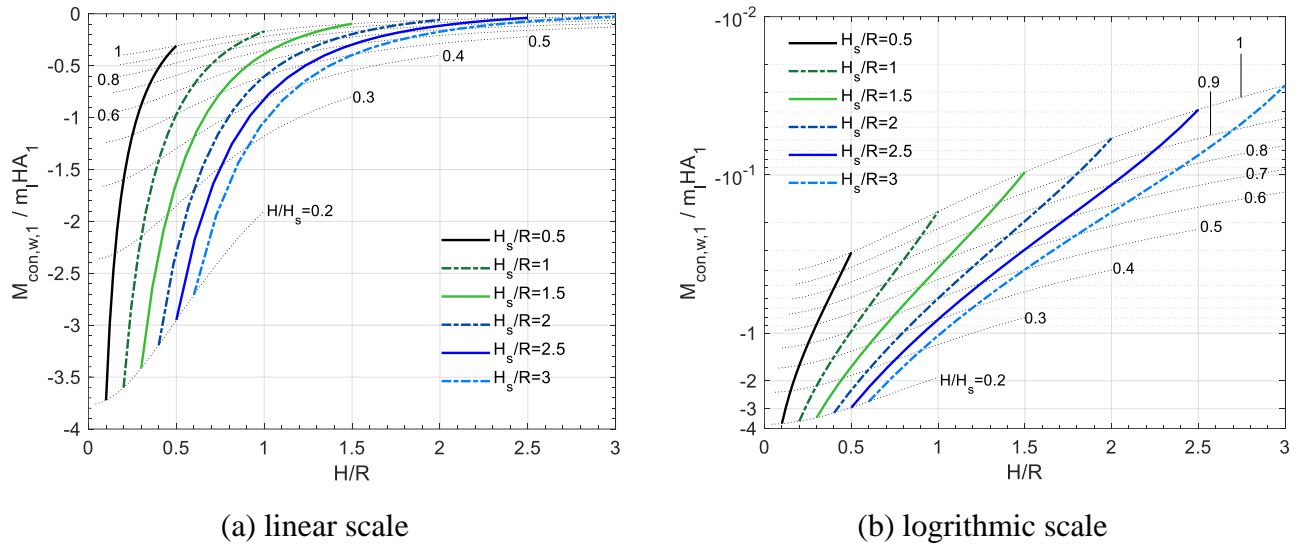 0
-0.5
-1
-1.5
-2
-2.5
-3
-3.5
-4
0 0.5 1 1.5 2 2.5 3
M_con,w,1 / m_l HA_1
H/R
1
0.8
0.6
0.5
0.4
0.3
H/H_s=0.2
H_s/R=0.5
H_s/R=1
H_s/R=1.5
H_s/R=2
H_s/R=2.5
H_s/R=3
(a) linear scale
-10^-2
-10^-1
-1
-2
-3
-4
0 0.5 1 1.5 2 2.5 3
M_con,w,1 / m_l HA_1
H/R
H_s/R=0.5
H_s/R=1
H_s/R=1.5
H_s/R=2
H_s/R=2.5
H_s/R=3
1
0.9
0.8
0.7
0.6
0.5
0.4
0.3
H/H_s=0.2
(b) logrithmic scale